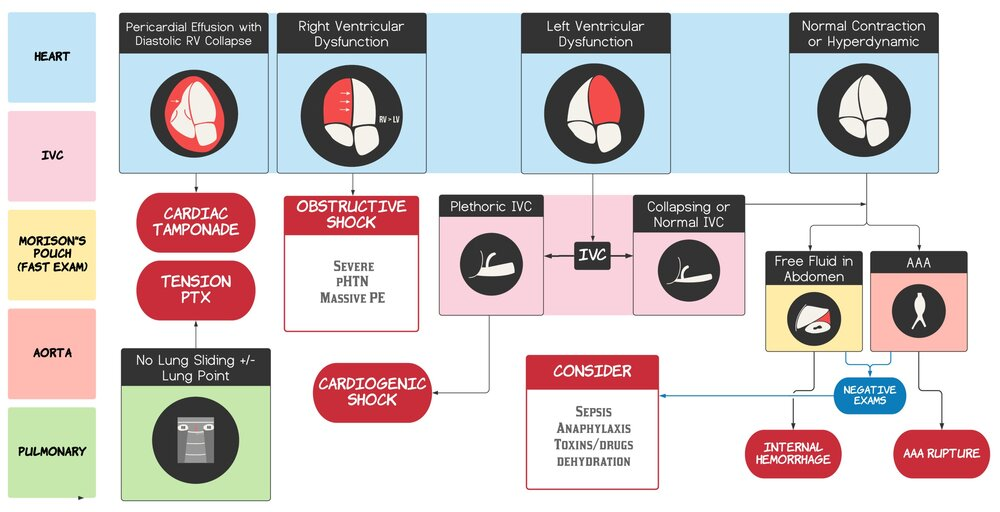 HEART
IVC
MORISON"S
POUCH
(FAST EXAM)
AORTA
PULMONARY
Pericardial Effusion with
Diastolic RV Collapse
Right Ventricular
Dysfunction
RV > LV
Left Ventricular
Dysfunction
Normal Contraction
or Hyperdynamic
CARDIAC
TAMPONADE
TENSION
PTX
No Lung Sliding +/-
Lung Point
OBSTRUCTIVE
SHOCK
SEVERE
PHTN
MASSIVE PE
Plethoric IVC
IVC
Collapsing or
Normal IVC
CARDIOGENIC
SHOCK
Free Fluid in
Abdomen
AAA
NEGATIVE
EXAMS
CONSIDER
SEPSIS
ANAPHYLAXIS
TOXINS/DRUGS
DEHYDRATION
INTERNAL
HEMORRHAGE
AAA RUPTURE